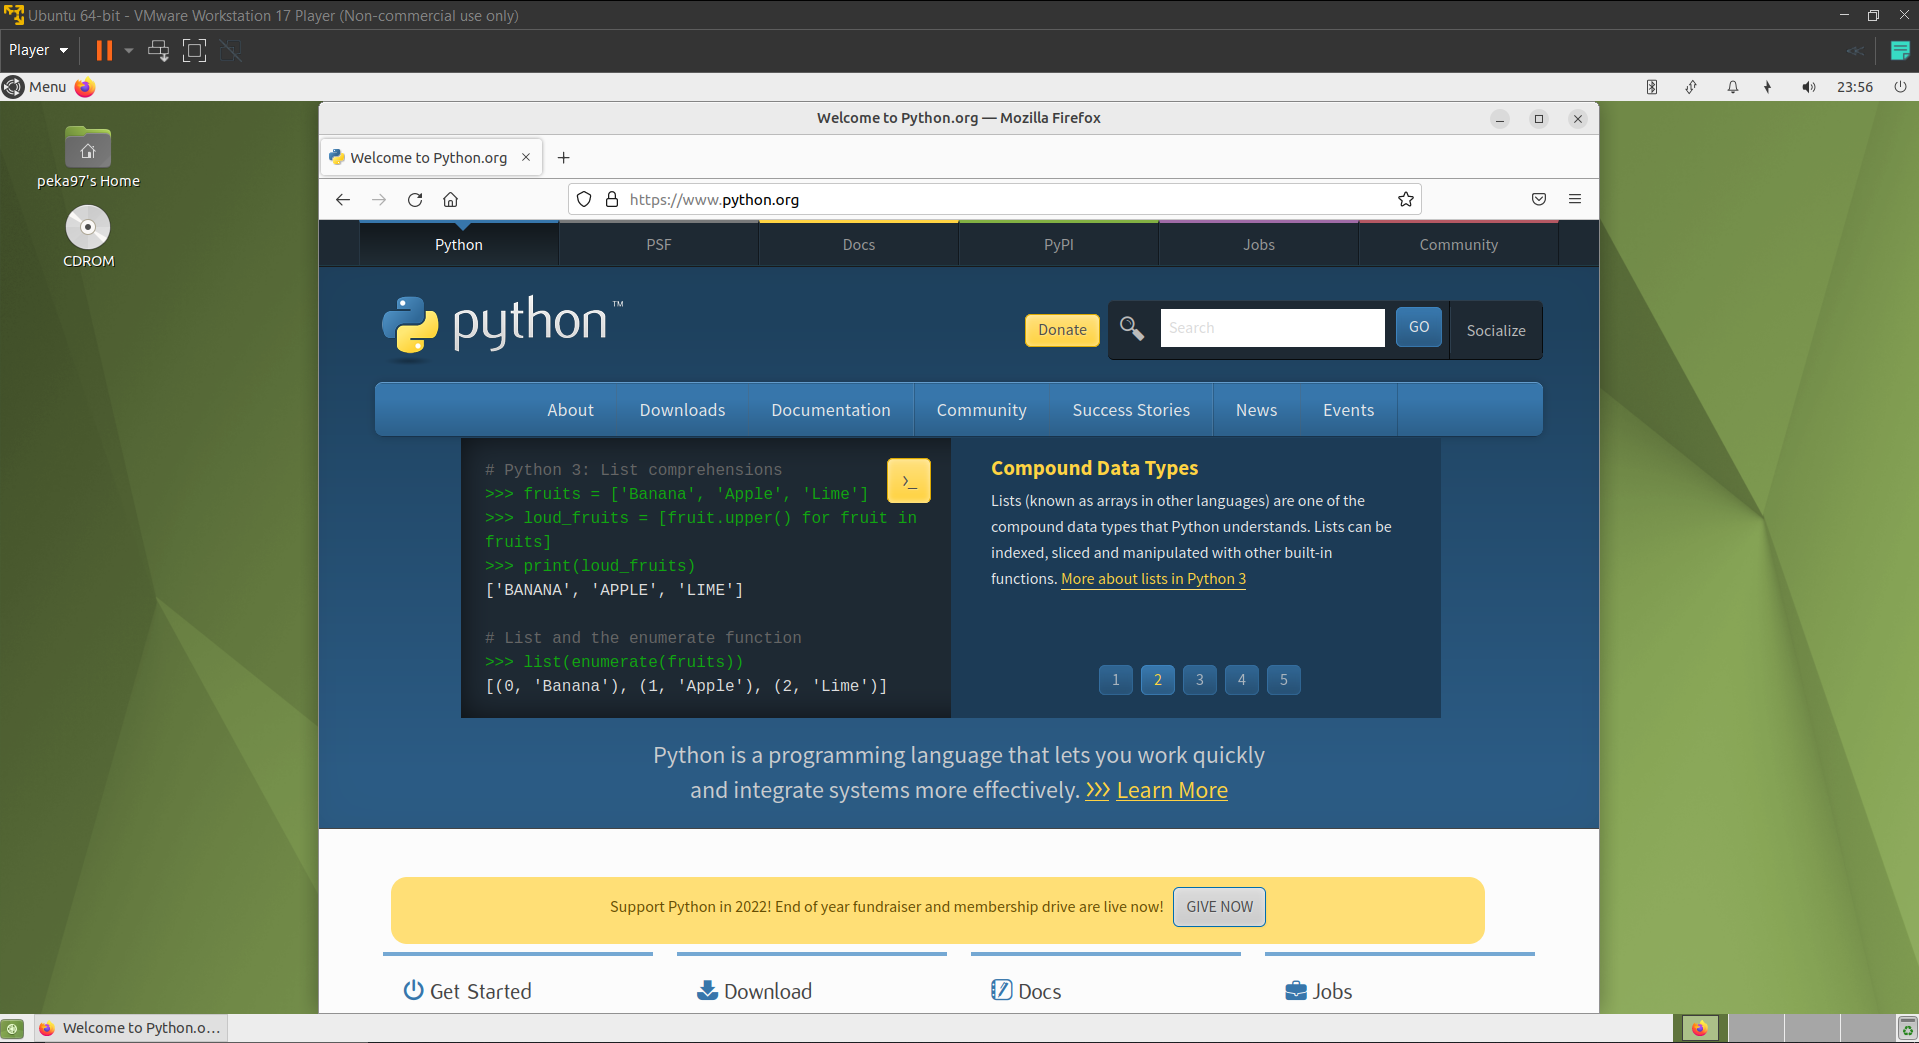 Ubuntu 64-bit - VMware Workstation 17 Player (Non-commercial use only)
Player
Menu
23:56
peka97's Home
CDROM
Welcome to Python.org — Mozilla Firefox
Welcome to Python.org
https://www.python.org
Python PSF Docs PyPI Jobs Community
python™
Donate
Search
GO
Socialize
About Downloads Documentation Community Success Stories News Events
# Python 3: List comprehensions
>>> fruits = ['Banana', 'Apple', 'Lime']
>>> loud_fruits = [fruit.upper() for fruit in
fruits]
>>> print(loud_fruits)
['BANANA', 'APPLE', 'LIME']
# List and the enumerate function
>>> list(enumerate(fruits))
[(0, 'Banana'), (1, 'Apple'), (2, 'Lime')]
>_
Compound Data Types
Lists (known as arrays in other languages) are one of the
compound data types that Python understands. Lists can be
indexed, sliced and manipulated with other built-in
functions. More about lists in Python 3
1 2 3 4 5
Python is a programming language that lets you work quickly
and integrate systems more effectively. >>> Learn More
Support Python in 2022! End of year fundraiser and membership drive are live now! GIVE NOW
Get Started Download Docs Jobs
Welcome to Python.o...